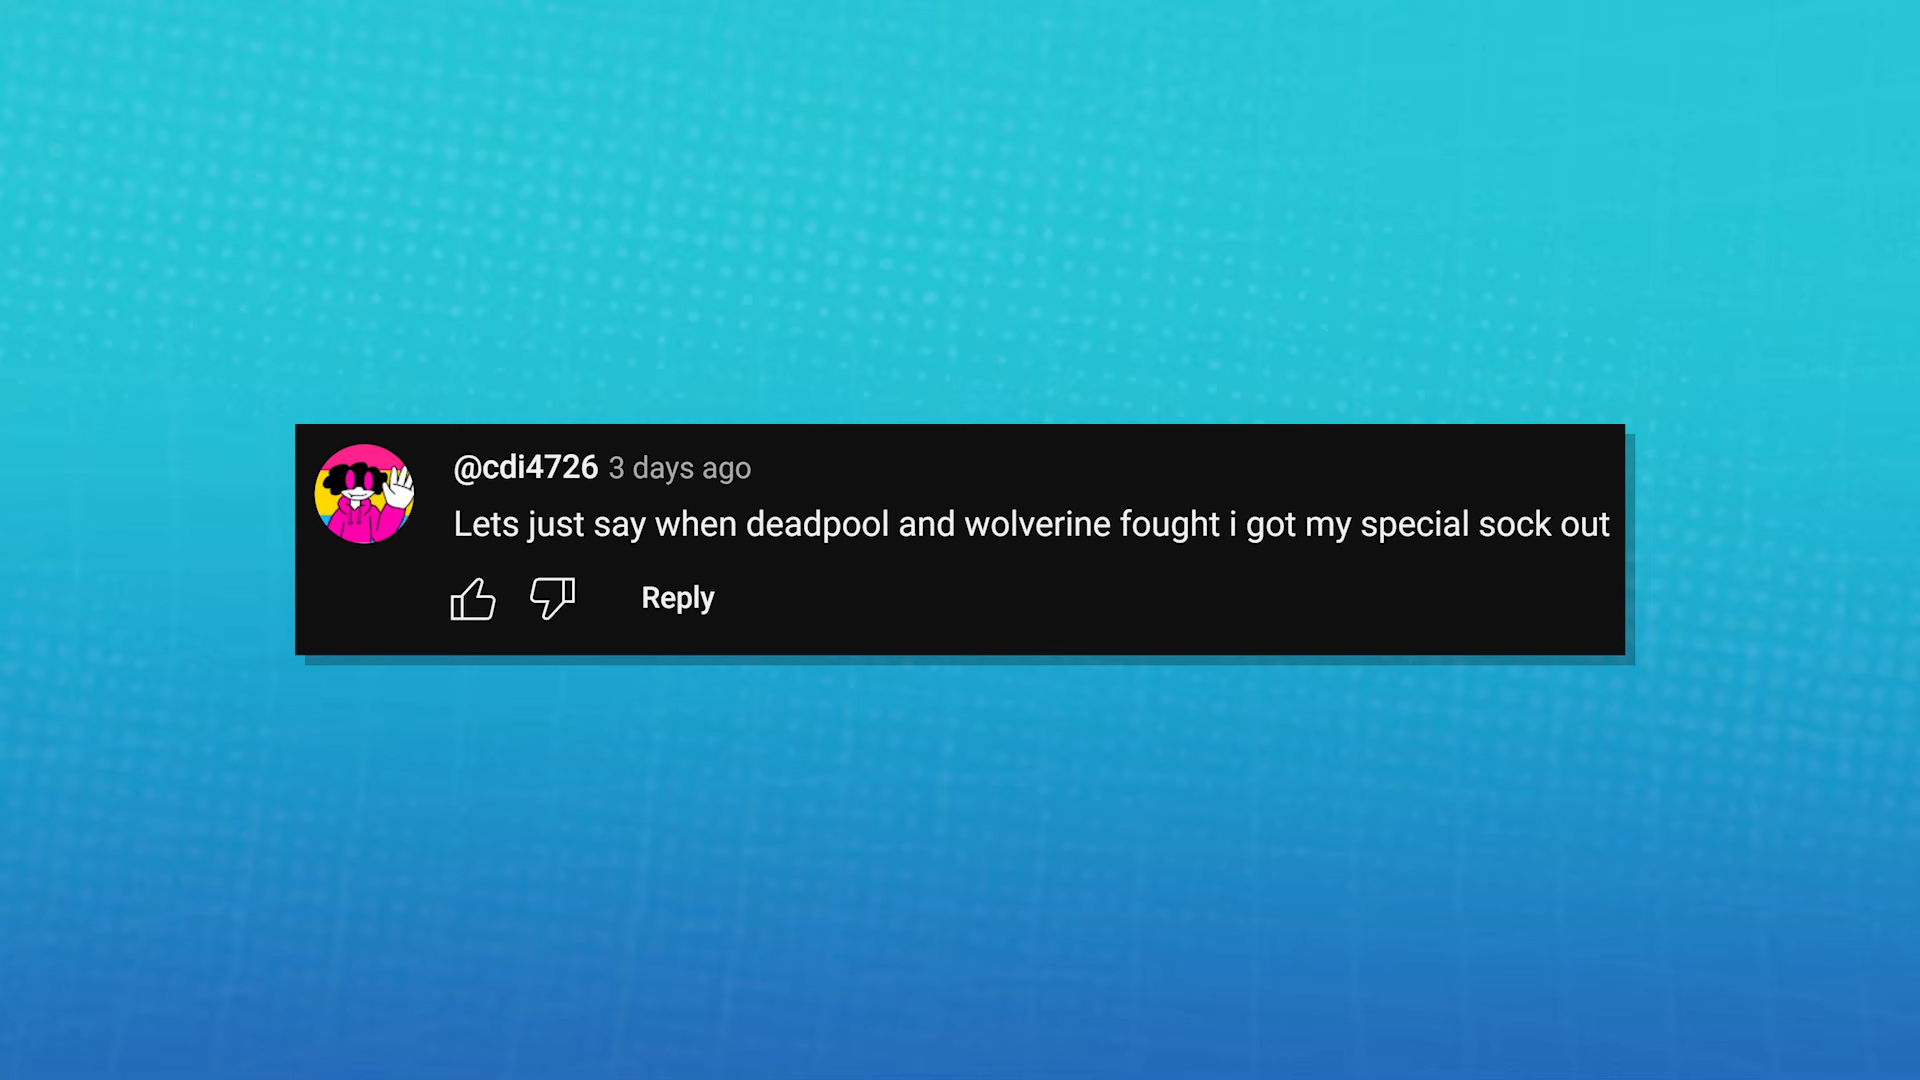 @cdi4726 3 days ago
Lets just say when deadpool and wolverine fought i got my special sock out
Reply